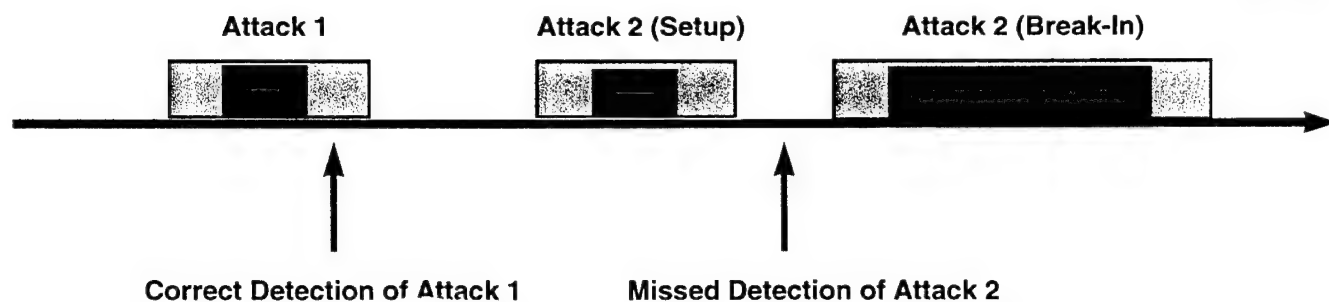 Attack 1
Attack 2 (Setup)
Attack 2 (Break-In)
Correct Detection of Attack 1
Missed Detection of Attack 2